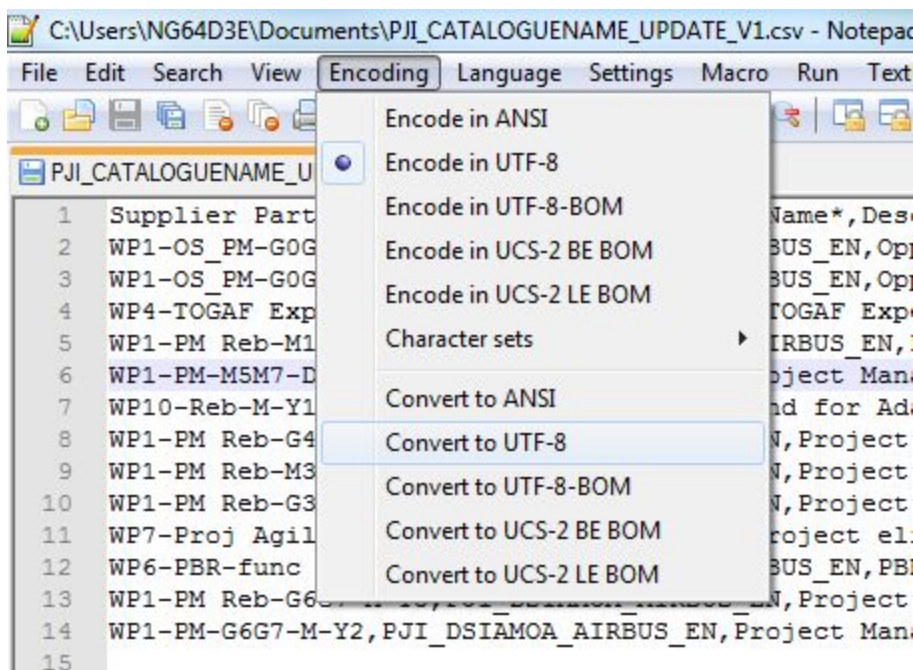 C:\Users\NG64D3E\Documents\PJI_CATALOGUENAME_UPDATE_V1.csv - Notepad
File Edit Search View Encoding Language Settings Macro Run Text
PJI_CATALOGUENAME_U
Encode in ANSI
Encode in UTF-8
Encode in UTF-8-BOM
Encode in UCS-2 BE BOM
Encode in UCS-2 LE BOM
Character sets
Convert to ANSI
Convert to UTF-8
Convert to UTF-8-BOM
Convert to UCS-2 BE BOM
Convert to UCS-2 LE BOM
1 Supplier Part Name*,Desc
2 WP1-OS_PM-G0G BUS_EN,Opp
3 WP1-OS_PM-G0G BUS_EN,Opp
4 WP4-TOGAF Exp TOGAF Expe
5 WP1-PM Reb-M1 IRBUS_EN,
6 WP1-PM-M5M7-D oject Mana
7 WP10-Reb-M-Y1 nd for Ada
8 WP1-PM Reb-G4 N,Project
9 WP1-PM Reb-M3 N,Project
10 WP1-PM Reb-G3 N,Project
11 WP7-Proj Agil roject eli
12 WP6-PBR-func BUS_EN,PB
13 WP1-PM Reb-G6 N,Project
14 WP1-PM-G6G7-M-Y2,PJI_DSIAMOA_AIRBUS_EN,Project Mana
15